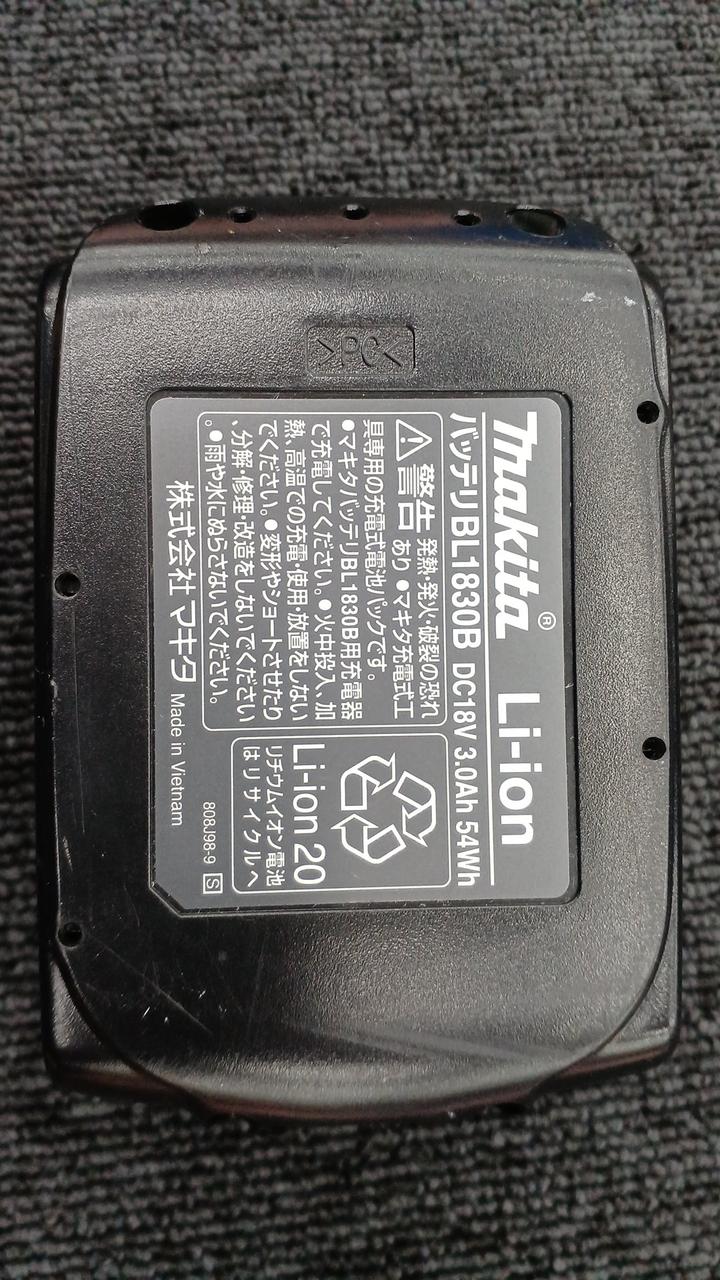 >PC<
makita® Li-ion
バッテリBL1830B DC18V 3.0Ah 54Wh
警告 発熱・発火・破裂の恐れ
あり ●マキタ充電式工
具専用の充電式電池パックです。
●マキタバッテリBL1830B用充電器
で充電してください。●火中投入、加
熱、高温での充電・使用・放置をしない
でください。●変形やショートさせたり
、分解・修理・改造をしないでください
。●雨や水にぬらさないでください。
Li-ion 20
リチウムイオン電池
はリサイクルへ
株式会社 マキタ Made in Vietnam
808J98-9 S